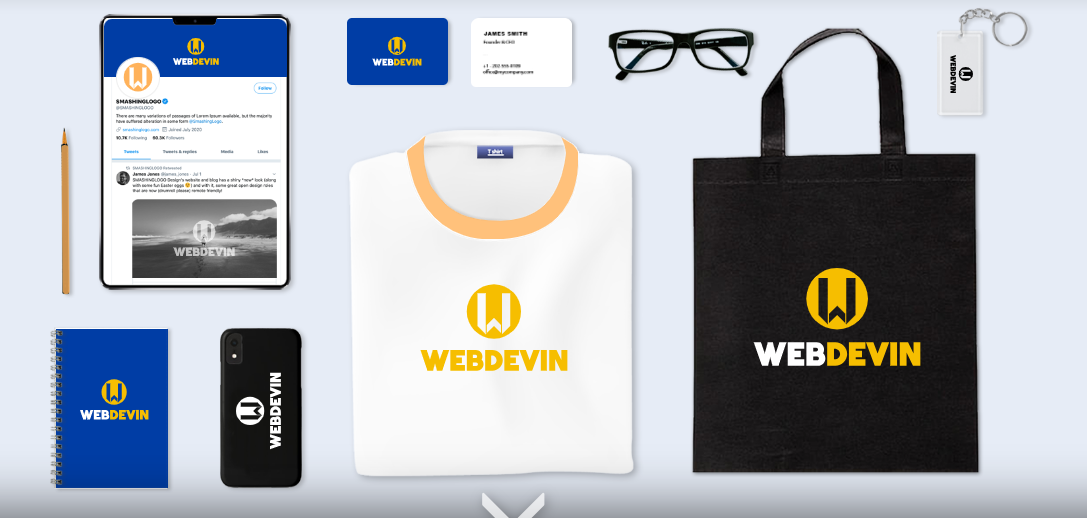 WEBDEVIN
Follow
SMASHINGLOGO
@SMASHINGLOGO
There are many variations of passages of Lorem Ipsum available, but the majority
have suffered alteration in some form @smashingLogo.
smashinglogo.com Joined July 2020
10.7K Following 50.3K Followers
Tweets Tweets & replies Media Likes
SMASHINGLOGO Retweeted
James Jones @James_Jones · Jul 1
SMASHINGLOGO Design's website and blog has a shiny *new* look (along
with some fun Easter eggs) and with it, some great open design roles
that are now (drumroll please) remote friendly!
WEBDEVIN
WEBDEVIN
JAMES SMITH
Founder & CEO
+1 - 202-555-0109
office@mycompany.com
WEBDEVIN
T shirt
WEBDEVIN
WEBDEVIN
WEBDEVIN
WEBDEVIN